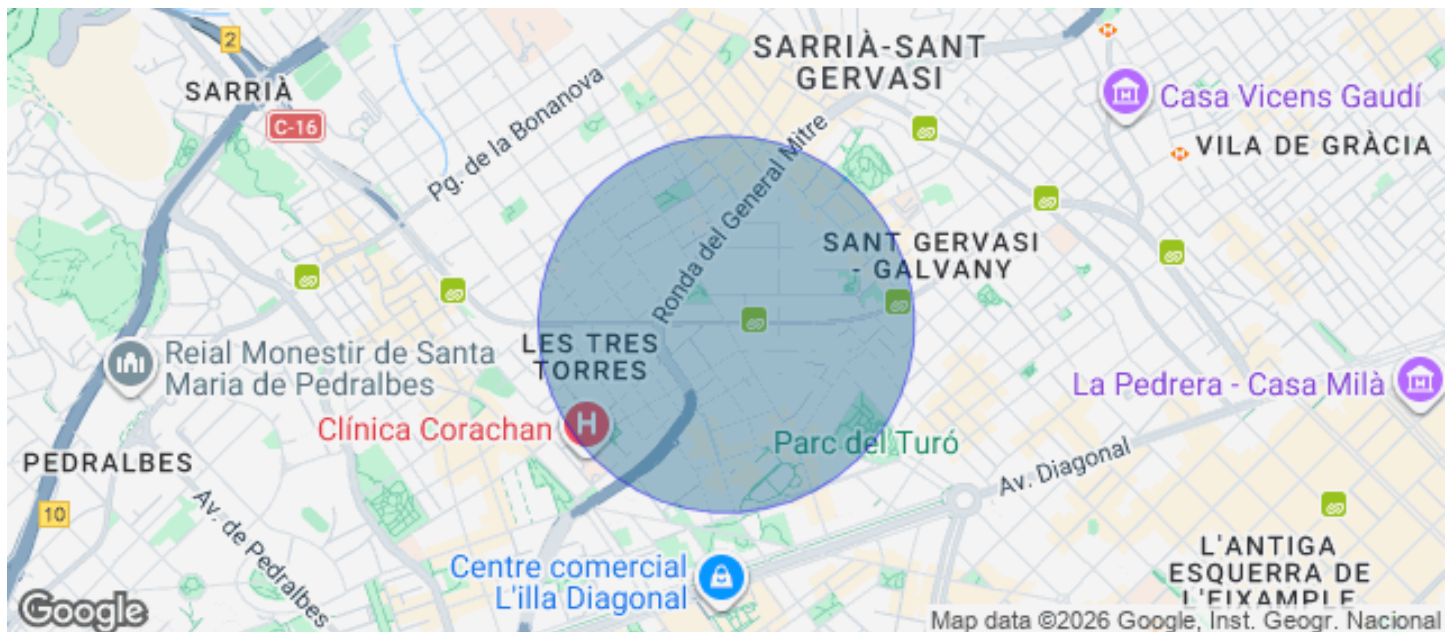 2
SARRIÀ
C-16
Pg. de la Bonanova
SARRIÀ-SANT
GERVASI
Casa Vicens Gaudí
VILA DE GRÀCIA
Ronda del General Mitre
SANT GERVASI
- GALVANY
LES TRES
TORRES
Reial Monestir de Santa
Maria de Pedralbes
La Pedrera - Casa Milà
Clínica Corachan
H
Parc del Turó
PEDRALBES
Av. Diagonal
10
Av. de Pedralbes
Centre comercial
L'illa Diagonal
L'ANTIGA
ESQUERRA DE
L'EIXAMPLE
Google
Map data ©2026 Google, Inst. Geogr. Nacional